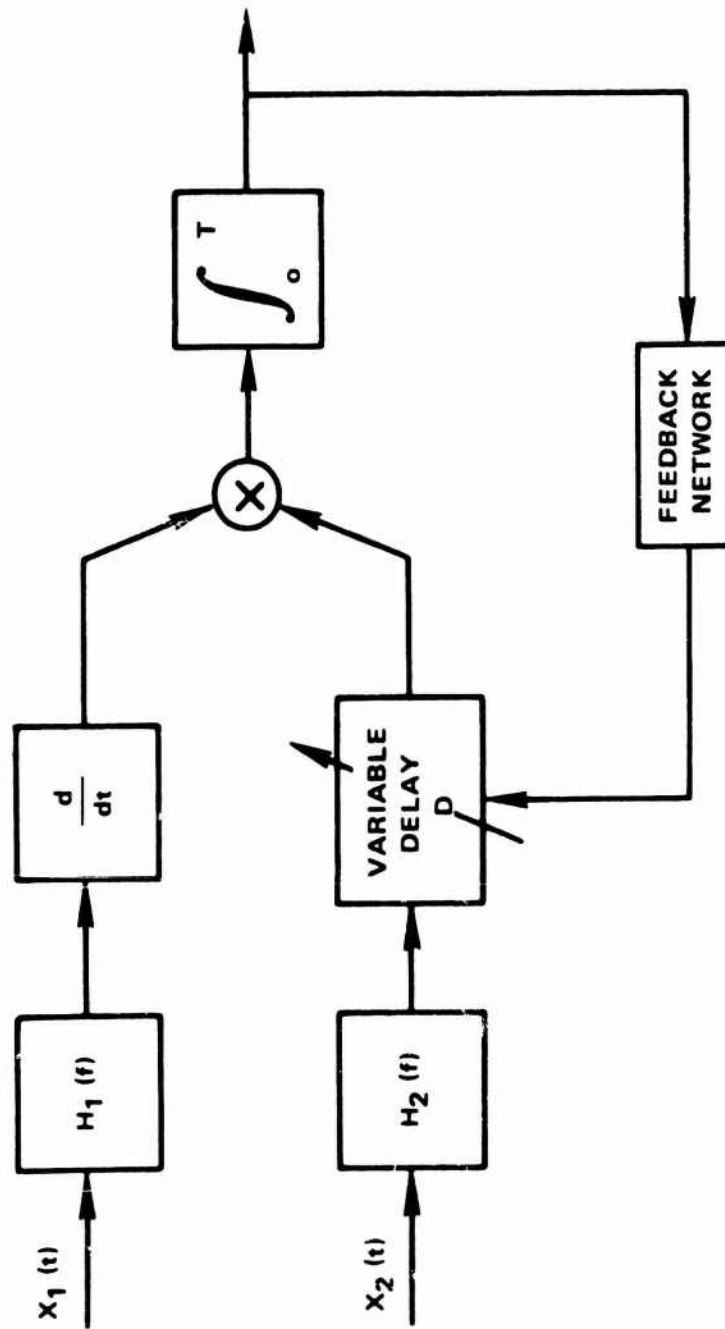 X1 (t)
H1 (f)
d
dt
X
∫
T
o
X2 (t)
H2 (f)
VARIABLE
DELAY
D
FEEDBACK
NETWORK